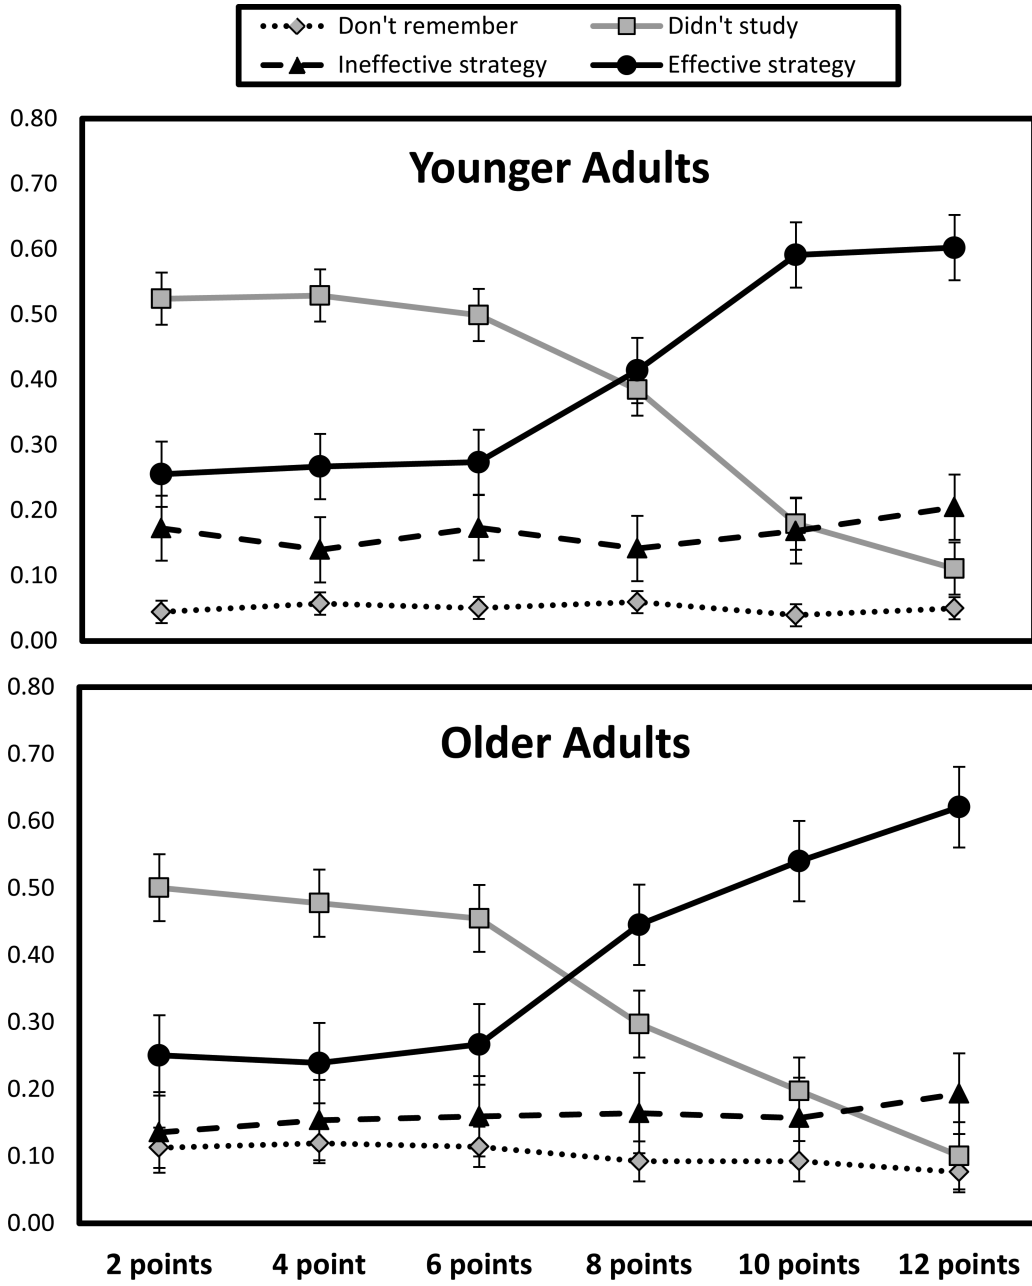 Don't remember
Didn't study
Ineffective strategy
Effective strategy
0.80
0.70
0.60
0.50
0.40
0.30
0.20
0.10
0.00
Younger Adults
0.80
0.70
0.60
0.50
0.40
0.30
0.20
0.10
0.00
Older Adults
2 points
4 point
6 points
8 points
10 points
12 points